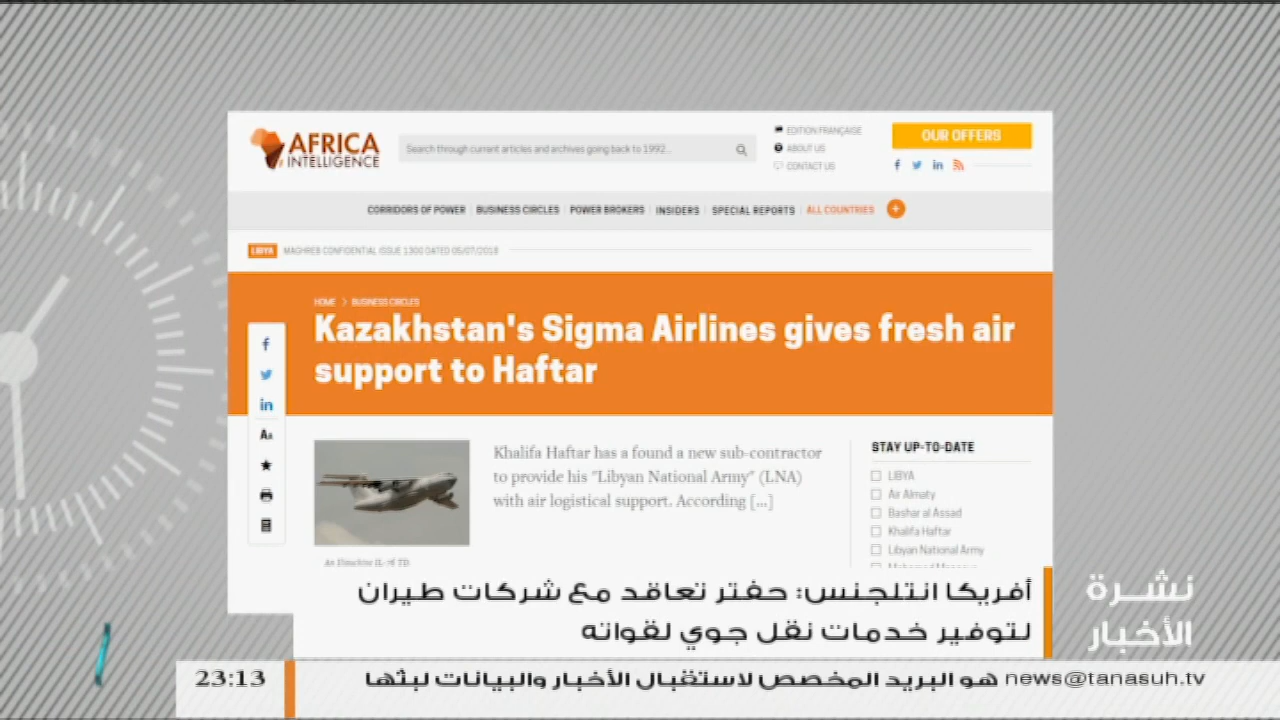 AFRICA
INTELLIGENCE
Search through current articles and archives going back to 1992...
EDITION FRANÇAISE
ABOUT US
CONTACT US
OUR OFFERS
CORRIDORS OF POWER | BUSINESS CIRCLES | POWER BROKERS | INSIDERS | SPECIAL REPORTS | ALL COUNTRIES +
LIBYA MAGHREB CONFIDENTIAL ISSUE 1300 DATED 05/07/2018
HOME > BUSINESS CIRCLES
Kazakhstan's Sigma Airlines gives fresh air
support to Haftar
Khalifa Haftar has a found a new sub-contractor
to provide his "Libyan National Army" (LNA)
with air logistical support. According [...]
STAY UP-TO-DATE
LIBYA
Air Almaty
Bashar al Assad
Khalifa Haftar
Libyan National Army
An
أفريكا انتلجنس: حفتر تعاقد مع شركات طيران
لتوفير خدمات نقل جوي لقواته
نشرة
الأخبار
23:13
news@tanasuh.tv هو البريد المخصص لاستقبال الأخبار والبيانات لبثها